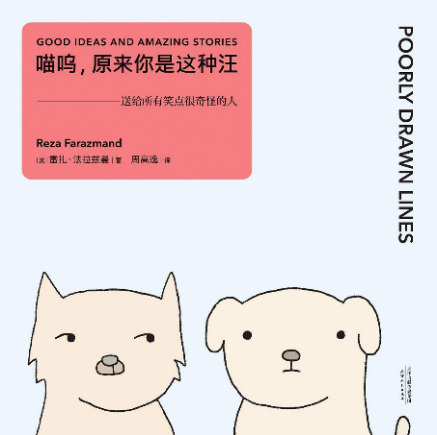 GOOD IDEAS AND AMAZING STORIES
喵呜，原来你是这种汪
——送给所有笑点很奇怪的人
Reza Farazmand
[美] 雷扎·法拉兹曼 | 著 周高逸 | 译
POORLY DRAWN LINES